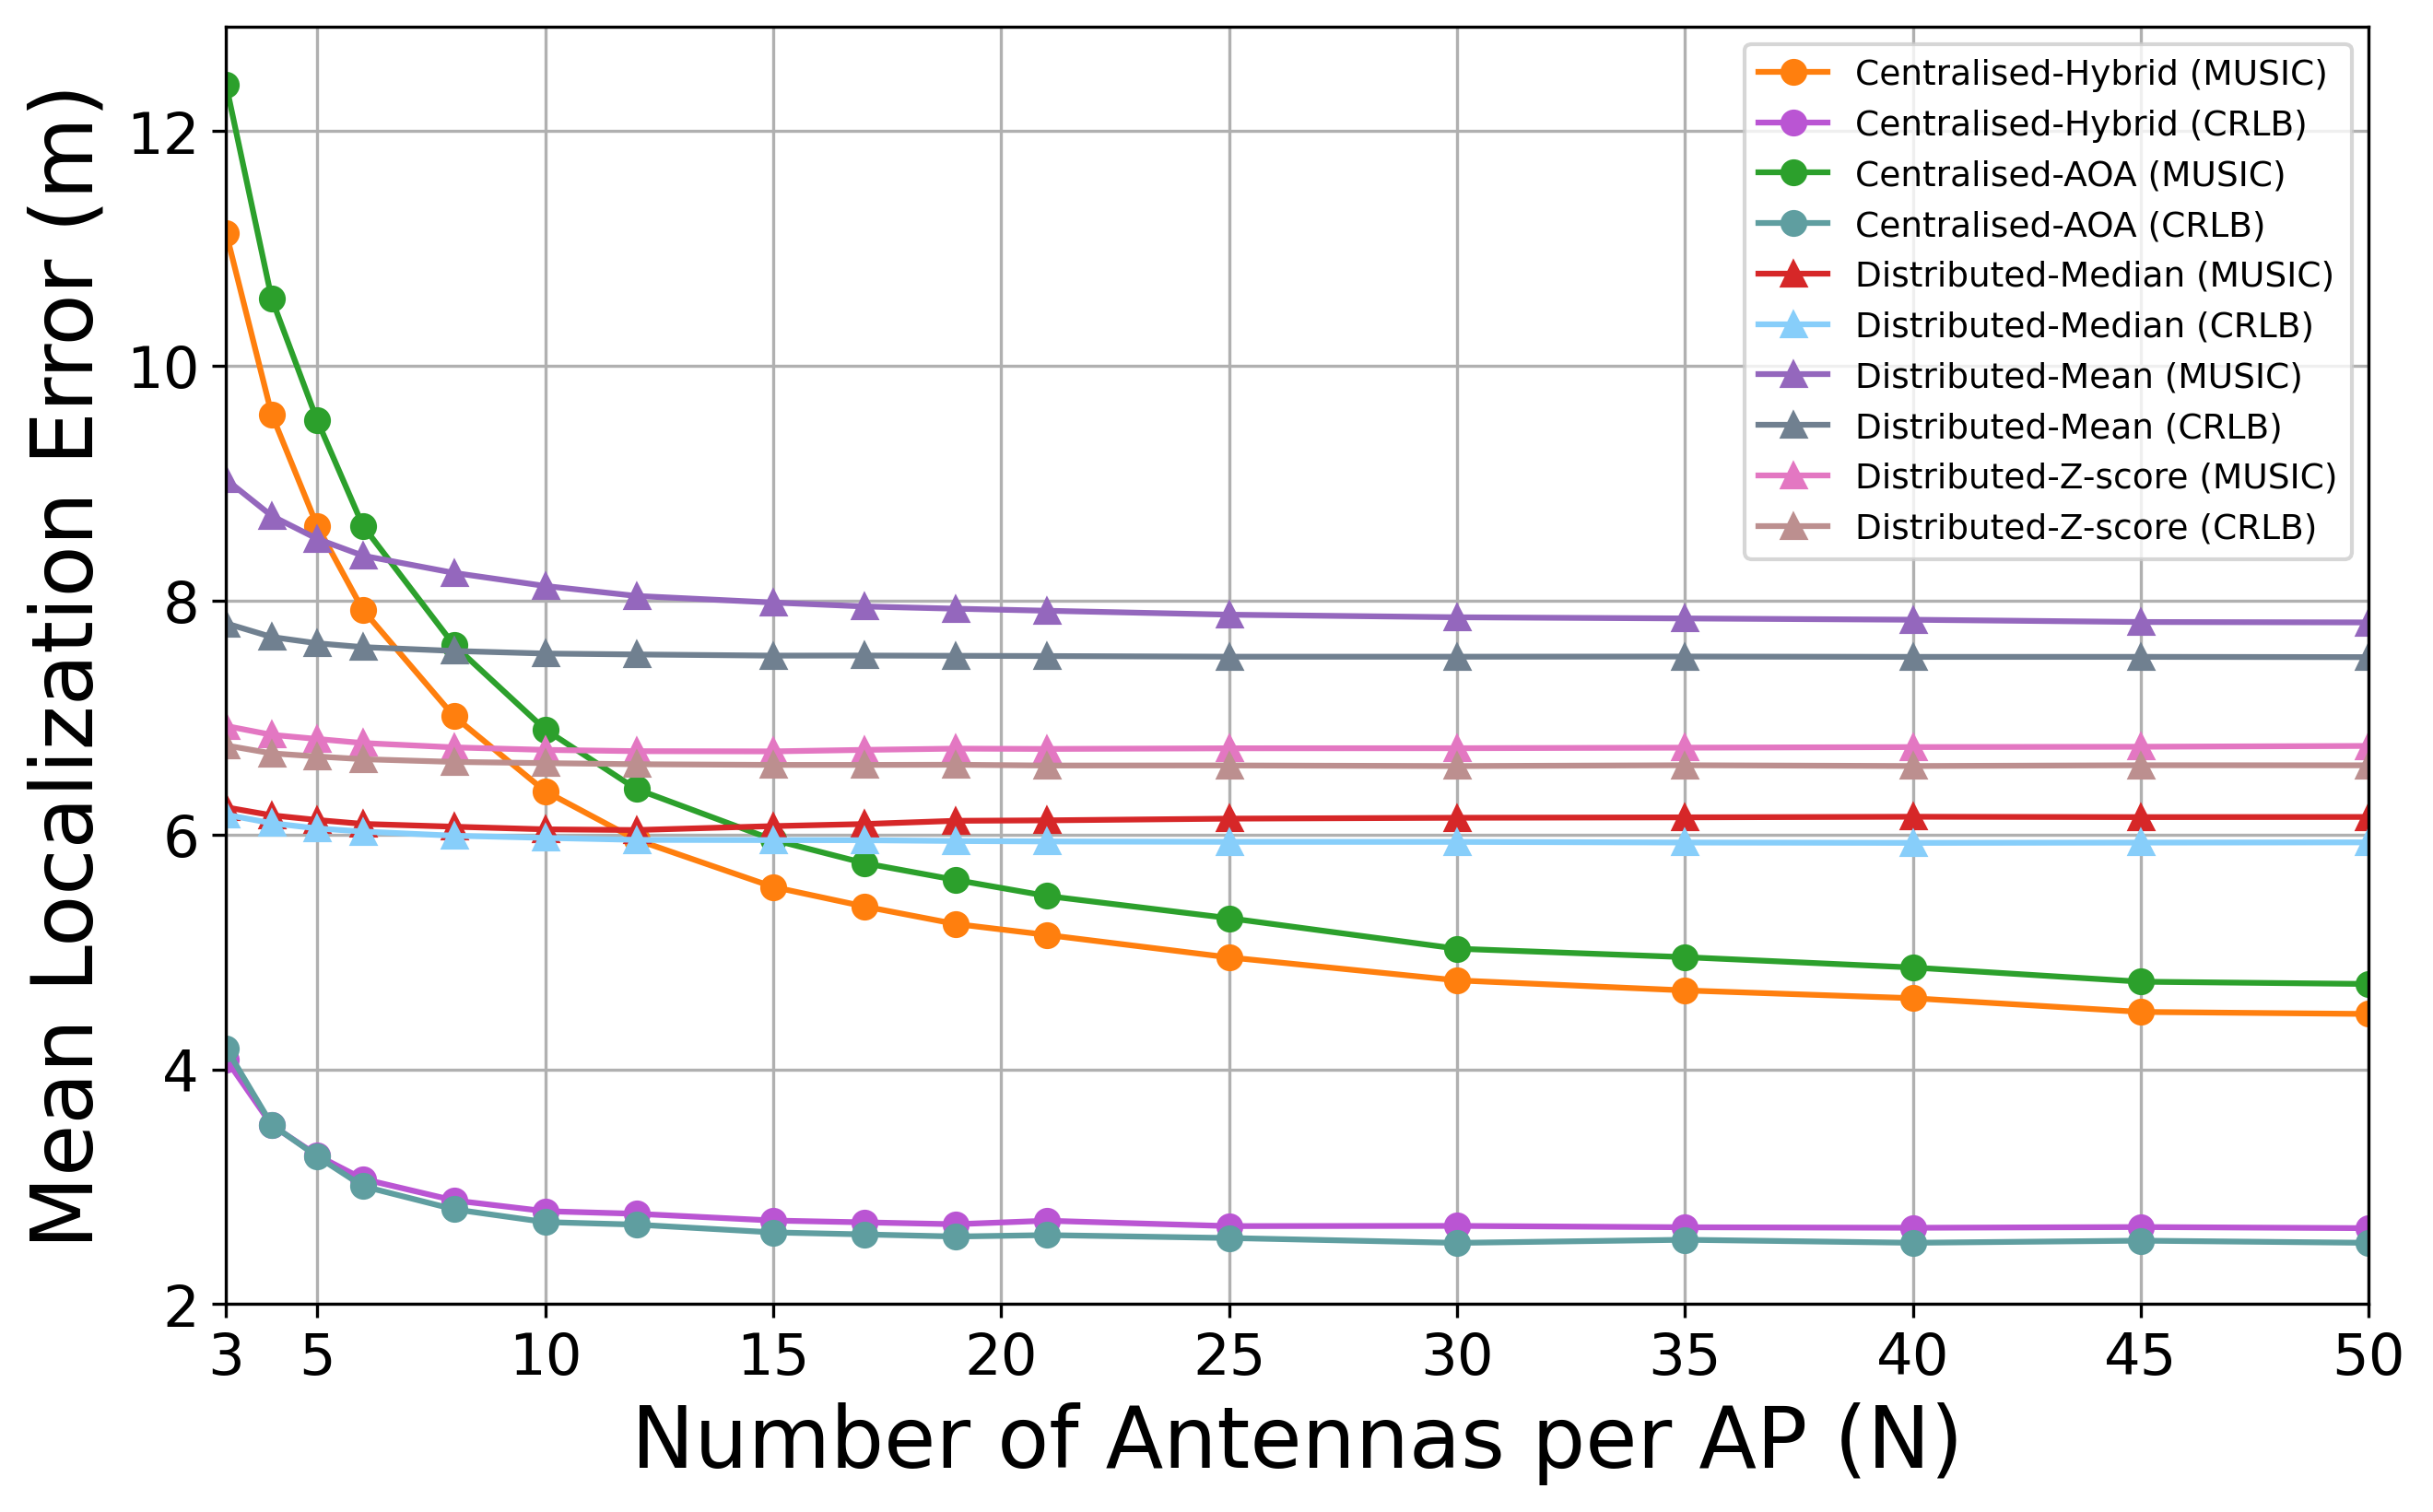 Mean Localization Error (m)
12
10
8
6
4
2
3 5 10 15 20 25 30 35 40 45 50
Number of Antennas per AP (N)
Centralised-Hybrid (MUSIC)
Centralised-Hybrid (CRLB)
Centralised-AOA (MUSIC)
Centralised-AOA (CRLB)
Distributed-Median (MUSIC)
Distributed-Median (CRLB)
Distributed-Mean (MUSIC)
Distributed-Mean (CRLB)
Distributed-Z-score (MUSIC)
Distributed-Z-score (CRLB)